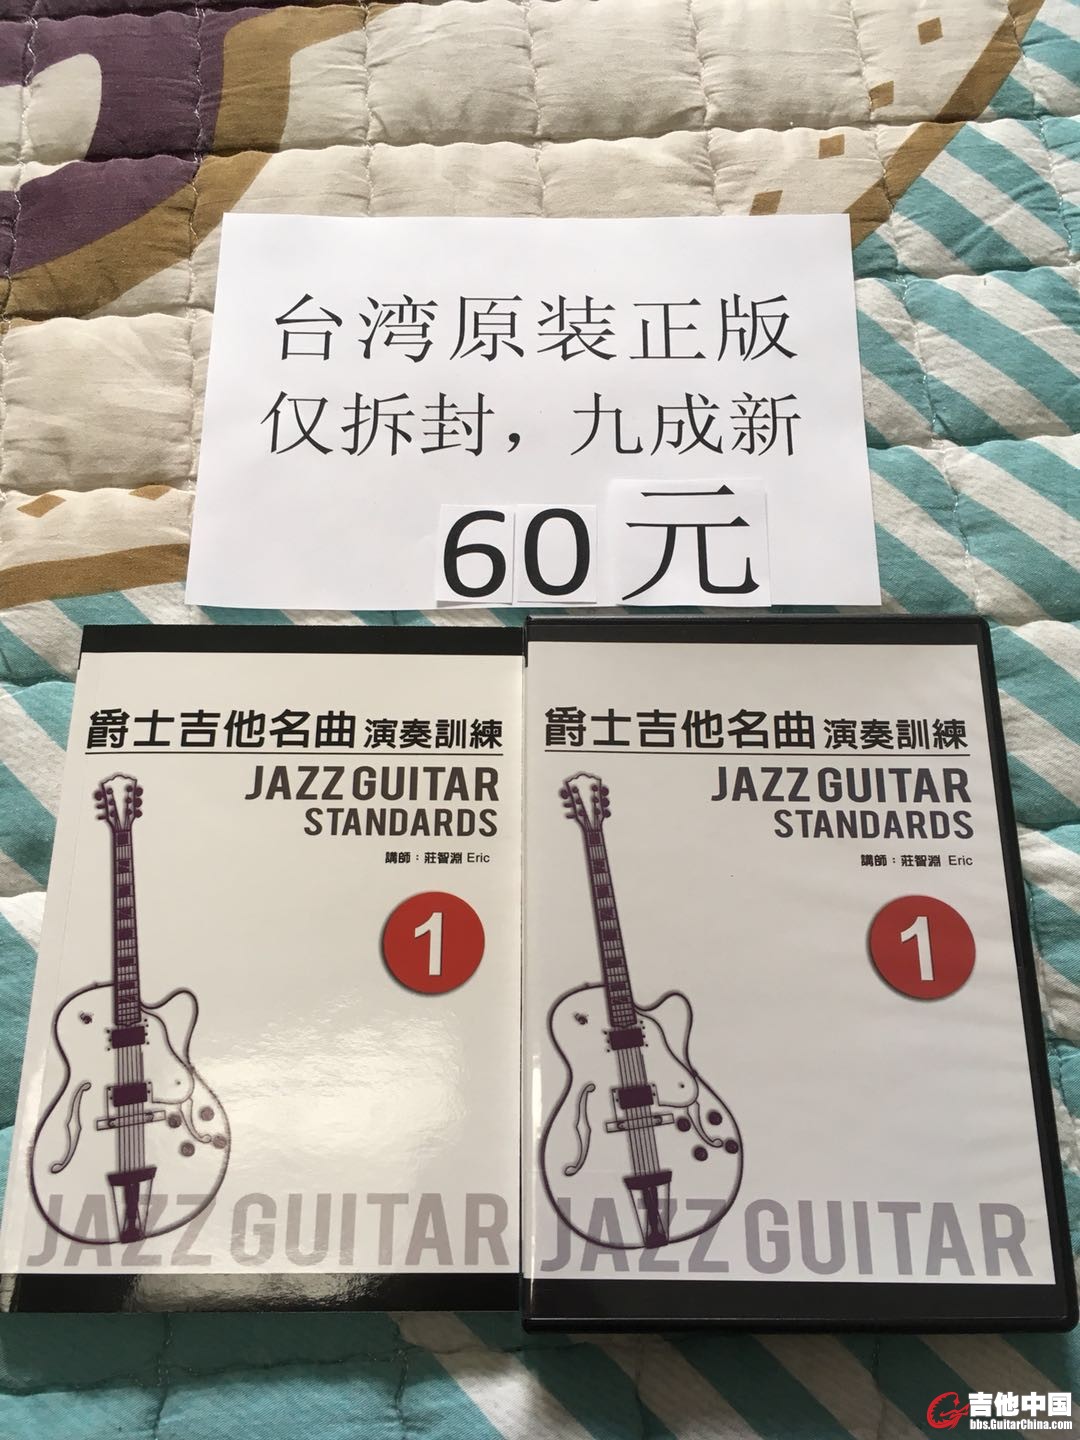 台湾原装正版
仅拆封，九成新
60元
爵士吉他名曲 演奏訓練
JAZZ GUITAR
STANDARDS
講師：莊智淵 Eric
1
JAZZ GUITAR
爵士吉他名曲 演奏訓練
JAZZ GUITAR
STANDARDS
講師：莊智淵 Eric
1
JAZZ GUITAR
吉他中国
bbs.GuitarChina.com